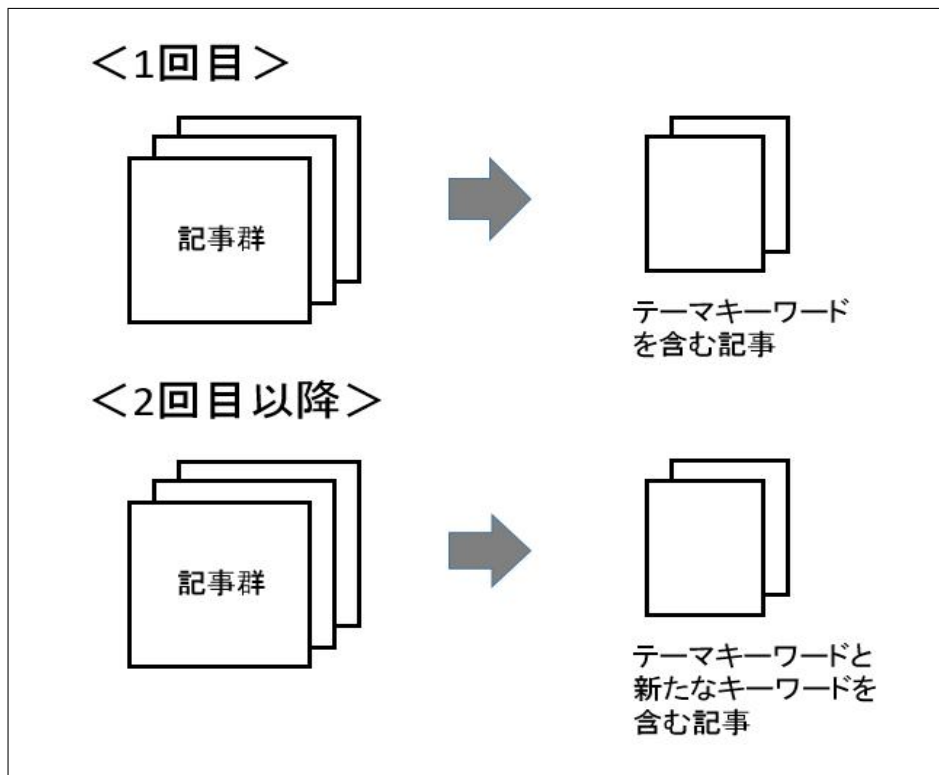 ＜1回目＞
記事群
テーマキーワード
を含む記事
＜2回目以降＞
記事群
テーマキーワードと
新たなキーワードを
含む記事